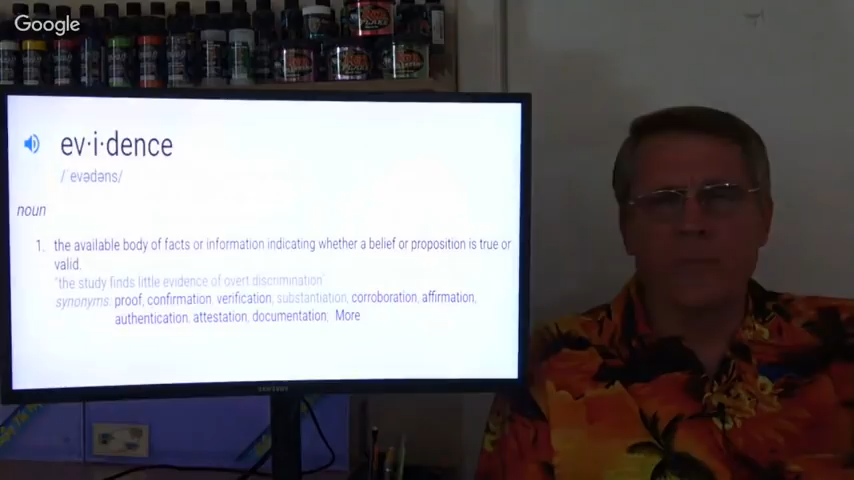 Google
ev·i·dence
/ˈevədəns/
noun
1. the available body of facts or information indicating whether a belief or proposition is true or
valid.
"the study finds little evidence of overt discrimination"
synonyms: proof, confirmation, verification, substantiation, corroboration, affirmation,
authentication, attestation, documentation; More
SAMSUNG